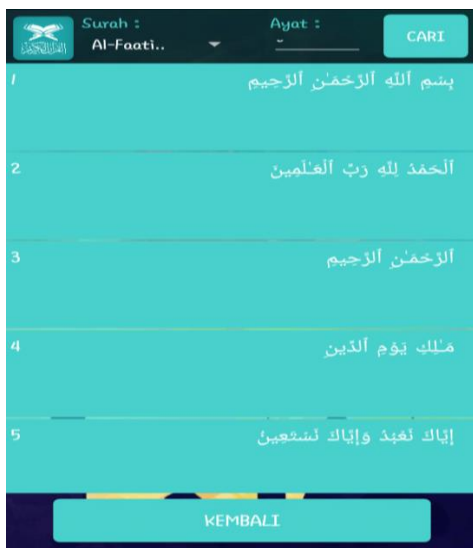 Surah :
Ayat :
Al-Faati..
CARI
1
بِسْمِ ٱللَّهِ ٱلرَّحْمَـٰنِ ٱلرَّحِيمِ
2
ٱلْحَمْدُ لِلَّهِ رَبِّ ٱلْعَـٰلَمِينَ
3
ٱلرَّحْمَـٰنِ ٱلرَّحِيمِ
4
مَـٰلِكِ يَوْمِ ٱلدِّينِ
5
إِيَّاكَ نَعْبُدُ وَإِيَّاكَ نَسْتَعِينُ
KEMBALI